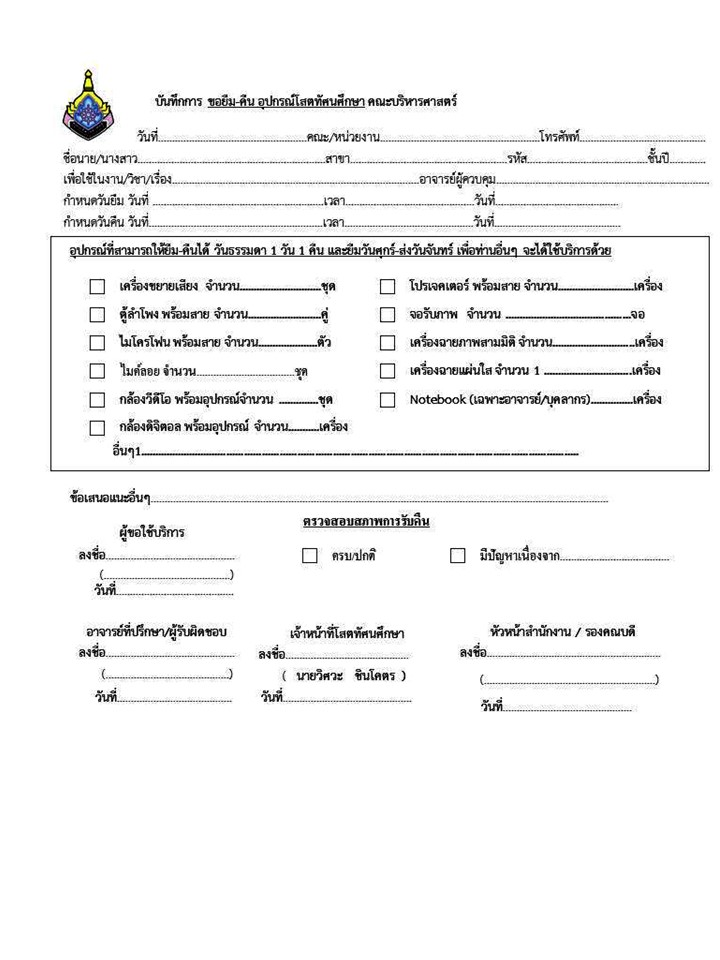 บันทึกการ ขอยืม-คืน อุปกรณ์โสตทัศนศึกษา คณะบริหารศาสตร์
วันที่..........คณะ/หน่วยงาน..........โทรศัพท์..........
ชื่อนาย/นางสาว..........สาขา..........รหัส..........ชั้นปี..........
เพื่อใช้ในงาน/วิชา/เรื่อง..........อาจารย์ผู้ควบคุม..........
กำหนดวันยืม วันที่ ..........เวลา..........วันที่..........
กำหนดวันคืน วันที่..........เวลา..........วันที่..........
อุปกรณ์ที่สามารถให้ยืม-คืนได้ วันธรรมดา 1 วัน 1 คืน และยืมวันศุกร์-ส่งวันจันทร์ เพื่อท่านอื่นๆ จะได้ใช้บริการด้วย
เครื่องขยายเสียง จำนวน..........ชุด โปรเจคเตอร์ พร้อมสาย จำนวน..........เครื่อง
ตู้ลำโพง พร้อมสาย จำนวน..........คู่ จอรับภาพ จำนวน ..........จอ
ไมโครโฟน พร้อมสาย จำนวน..........ตัว เครื่องฉายภาพสามมิติ จำนวน..........เครื่อง
ไมค์ลอย จำนวน..........ชุด เครื่องฉายแผ่นใส จำนวน 1 ..........เครื่อง
กล้องวีดีโอ พร้อมอุปกรณ์จำนวน ..........ชุด Notebook (เฉพาะอาจารย์/บุคลากร)..........เครื่อง
กล้องดิจิตอล พร้อมอุปกรณ์ จำนวน..........เครื่อง
อื่นๆ1..........
ข้อเสนอแนะอื่นๆ..........
ตรวจสอบสภาพการรับคืน
ผู้ขอใช้บริการ
ลงชื่อ.......... ครบ/ปกติ มีปัญหาเนื่องจาก..........
(..........)
วันที่..........
อาจารย์ที่ปรึกษา/ผู้รับผิดชอบ เจ้าหน้าที่โสตทัศนศึกษา หัวหน้าสำนักงาน / รองคณบดี
ลงชื่อ.......... ลงชื่อ.......... ลงชื่อ..........
(..........) ( นายวิศวะ ชินโคตร ) (..........)
วันที่.......... วันที่.......... วันที่..........